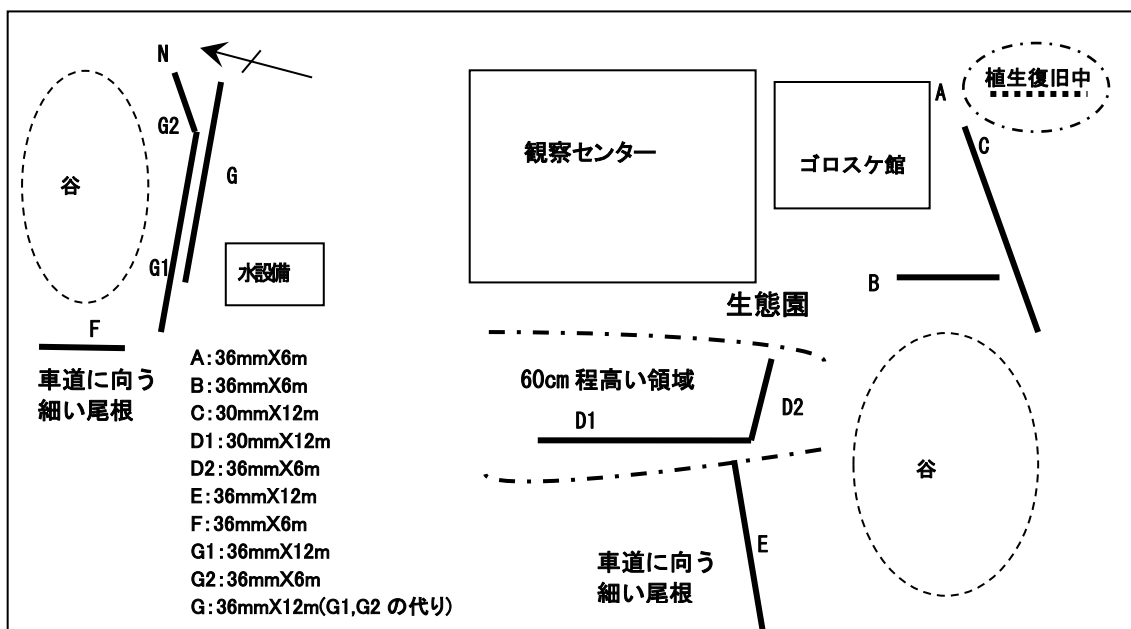 N
植生復旧中
A
G2
C
観察センター
ゴロスケ館
G
谷
G1
水設備
B
生態園
F
A:36mmX6m
車道に向う
細い尾根
B:36mmX6m
C:30mmX12m
D1:30mmX12m
D2:36mmX6m
E:36mmX12m
F:36mmX6m
G1:36mmX12m
G2:36mmX6m
G:36mmX12m(G1,G2 の代り)
60cm 程高い領域
D1
D2
谷
E
車道に向う
細い尾根